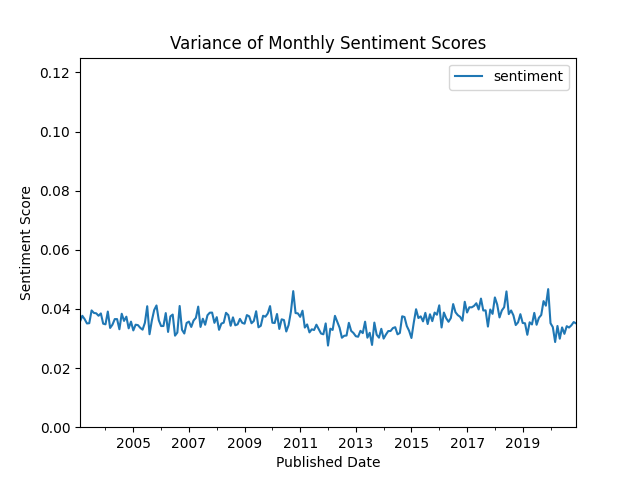 Variance of Monthly Sentiment Scores
sentiment
0.12
0.10
0.08
0.06
0.04
0.02
0.00
Sentiment Score
2005 2007 2009 2011 2013 2015 2017 2019
Published Date